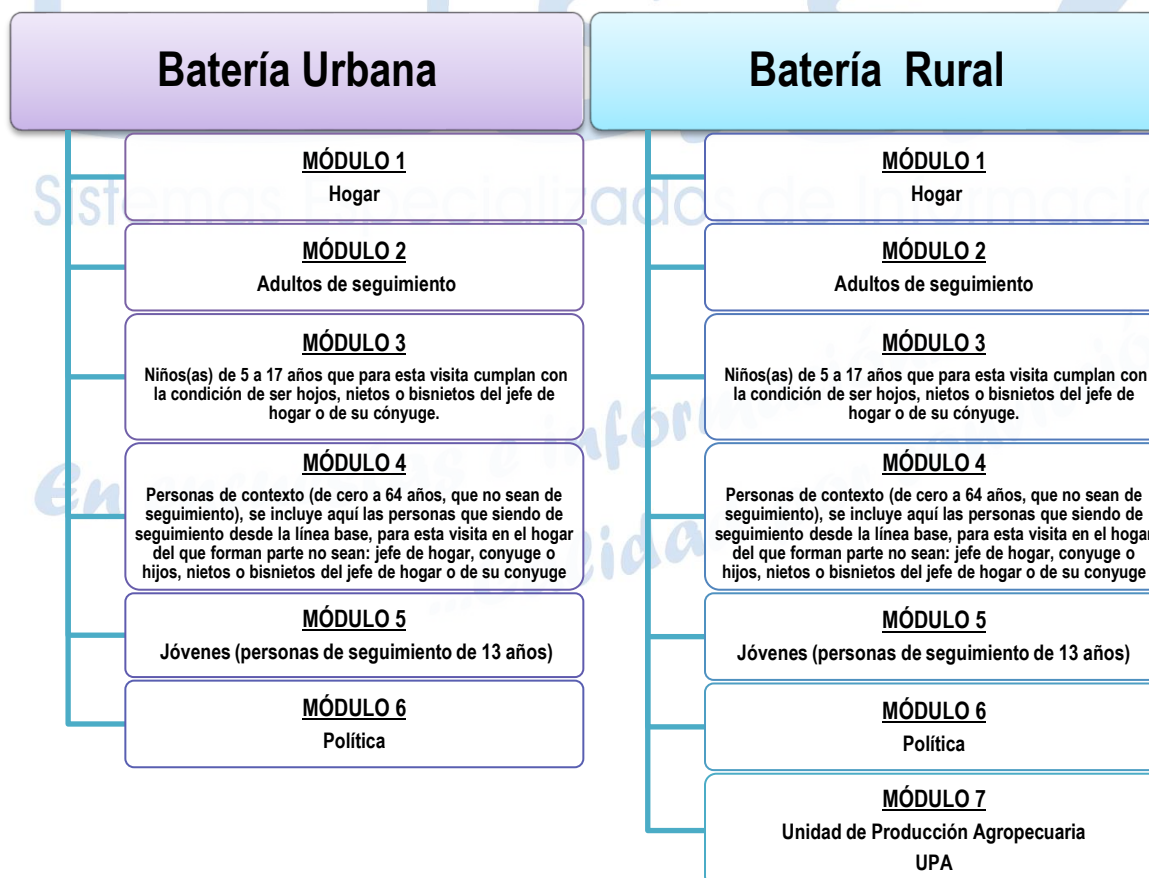 Batería Urbana
MÓDULO 1
Hogar
MÓDULO 2
Adultos de seguimiento
MÓDULO 3
Niños(as) de 5 a 17 años que para esta visita cumplan con
la condición de ser hojos, nietos o bisnietos del jefe de
hogar o de su cónyuge.
MÓDULO 4
Personas de contexto (de cero a 64 años, que no sean de
seguimiento), se incluye aquí las personas que siendo de
seguimiento desde la línea base, para esta visita en el hogar
del que forman parte no sean: jefe de hogar, conyuge o
hijos, nietos o bisnietos del jefe de hogar o de su conyuge
MÓDULO 5
Jóvenes (personas de seguimiento de 13 años)
MÓDULO 6
Política
Batería Rural
MÓDULO 1
Hogar
MÓDULO 2
Adultos de seguimiento
MÓDULO 3
Niños(as) de 5 a 17 años que para esta visita cumplan con
la condición de ser hojos, nietos o bisnietos del jefe de
hogar o de su cónyuge.
MÓDULO 4
Personas de contexto (de cero a 64 años, que no sean de
seguimiento), se incluye aquí las personas que siendo de
seguimiento desde la línea base, para esta visita en el hogar
del que forman parte no sean: jefe de hogar, conyuge o
hijos, nietos o bisnietos del jefe de hogar o de su conyuge
MÓDULO 5
Jóvenes (personas de seguimiento de 13 años)
MÓDULO 6
Política
MÓDULO 7
Unidad de Producción Agropecuaria
UPA
Sistemas Especializados de Informació